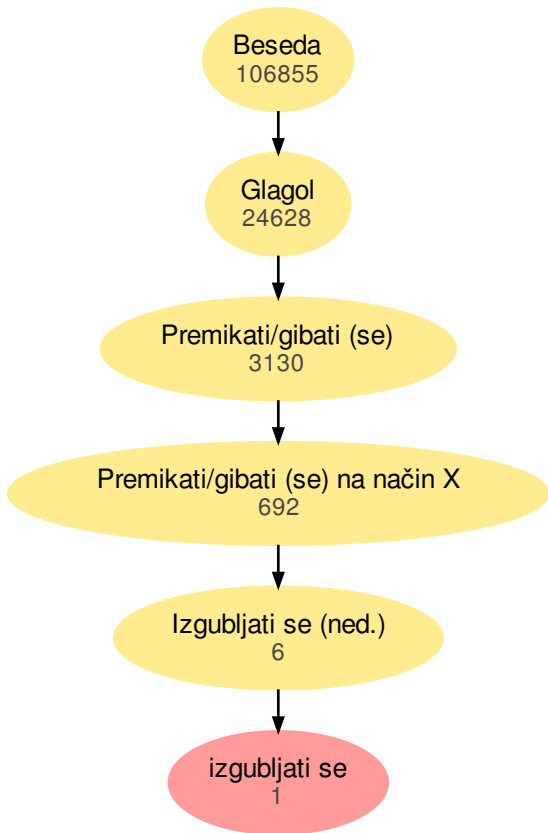 Beseda
106855
Glagol
24628
Premikati/gibati (se)
3130
Premikati/gibati (se) na način X
692
Izgubljati se (ned.)
6
izgubljati se
1